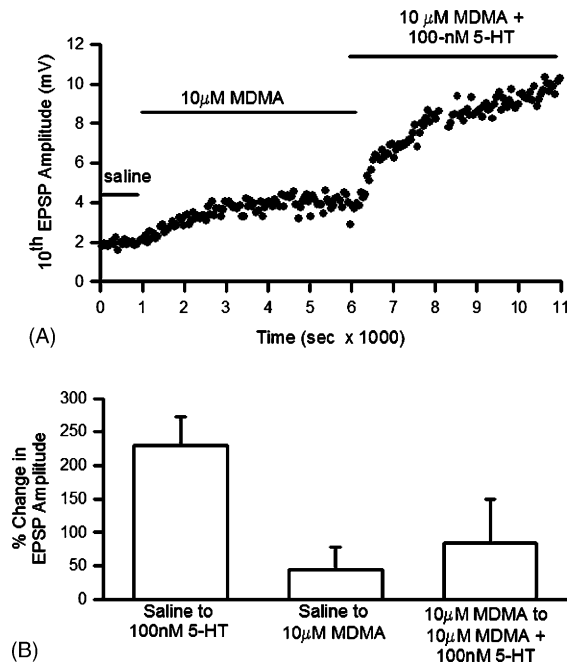 10 μM MDMA +
100-nM 5-HT
10μM MDMA
saline
10th EPSP Amplitude (mV)
12
10
8
6
4
2
0
0 1 2 3 4 5 6 7 8 9 10 11
Time (sec x 1000)
(A)
% Change in
EPSP Amplitude
300
250
200
150
100
50
0
Saline to
100nM 5-HT
Saline to
10μM MDMA
10μM MDMA to
10μM MDMA +
100nM 5-HT
(B)